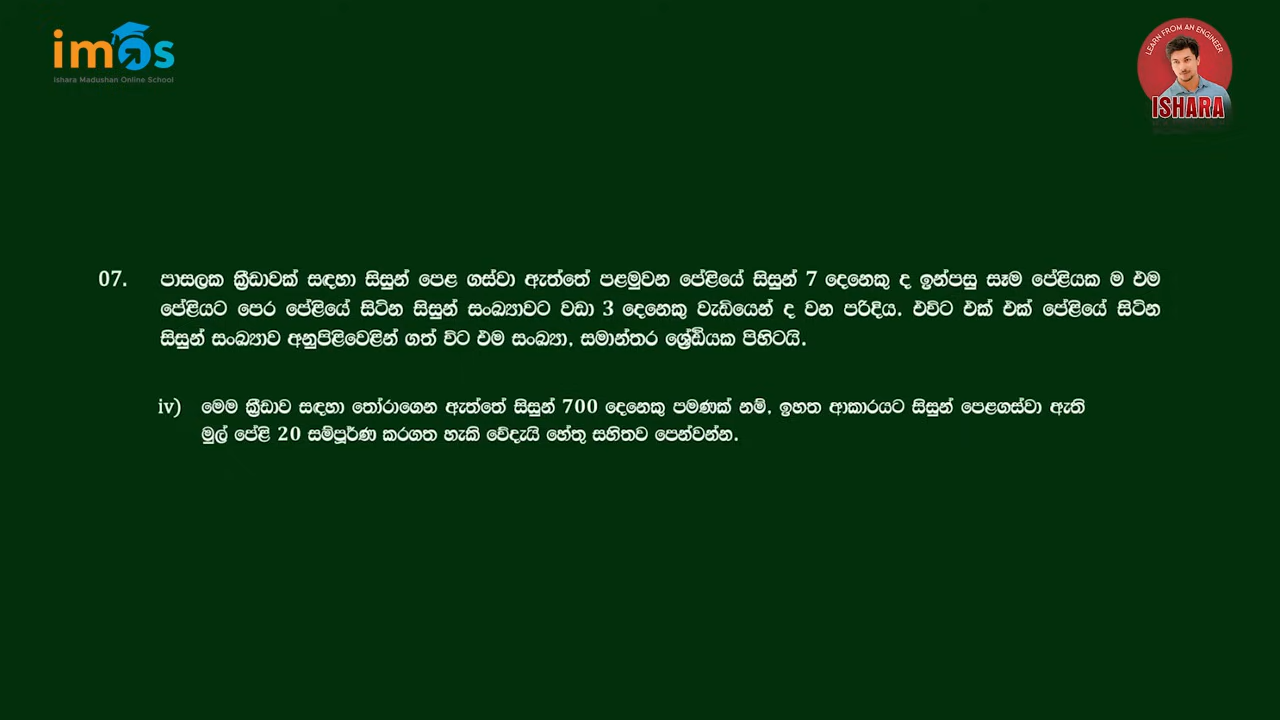 imos
Ishara Madushan Online School
LEARN FROM AN ENGINEER
ISHARA
07. පාසලක ක්‍රීඩාවක් සඳහා සිසුන් පෙළ ගස්වා ඇත්තේ පළමුවන පේළියේ සිසුන් 7 දෙනෙකු ද ඉන්පසු සෑම පේළියක ම එම
පේළියට පෙර පේළියේ සිටින සිසුන් සංඛ්‍යාවට වඩා 3 දෙනෙකු වැඩියෙන් ද වන පරිදිය. එවිට එක් එක් පේළියේ සිටින
සිසුන් සංඛ්‍යාව අනුපිළිවෙළින් ගත් විට එම සංඛ්‍යා, සමාන්තර ශ්‍රේඪියක පිහිටයි.
iv) මෙම ක්‍රීඩාව සඳහා තෝරාගෙන ඇත්තේ සිසුන් 700 දෙනෙකු පමණක් නම්, ඉහත ආකාරයට සිසුන් පෙළගස්වා ඇති
මුල් පේළි 20 සම්පූර්ණ කරගත හැකි වේදැයි හේතු සහිතව පෙන්වන්න.